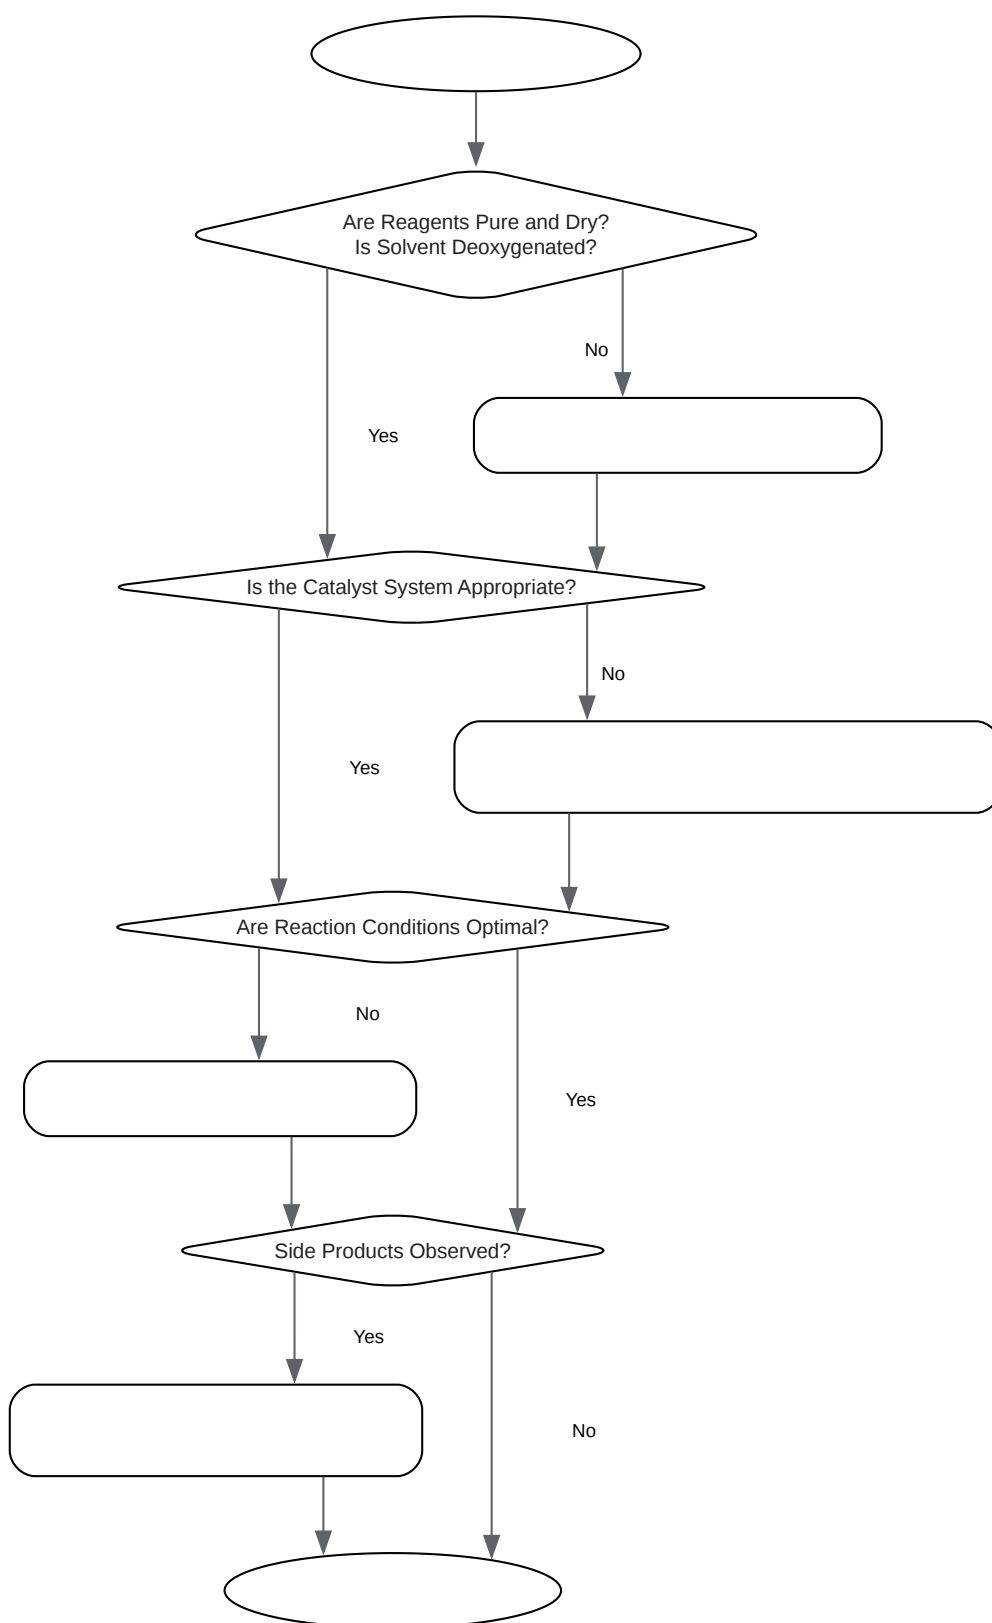 Are Reagents Pure and Dry?
Is Solvent Deoxygenated?
No
Yes
Is the Catalyst System Appropriate?
No
Yes
Are Reaction Conditions Optimal?
No
Yes
Side Products Observed?
Yes
No